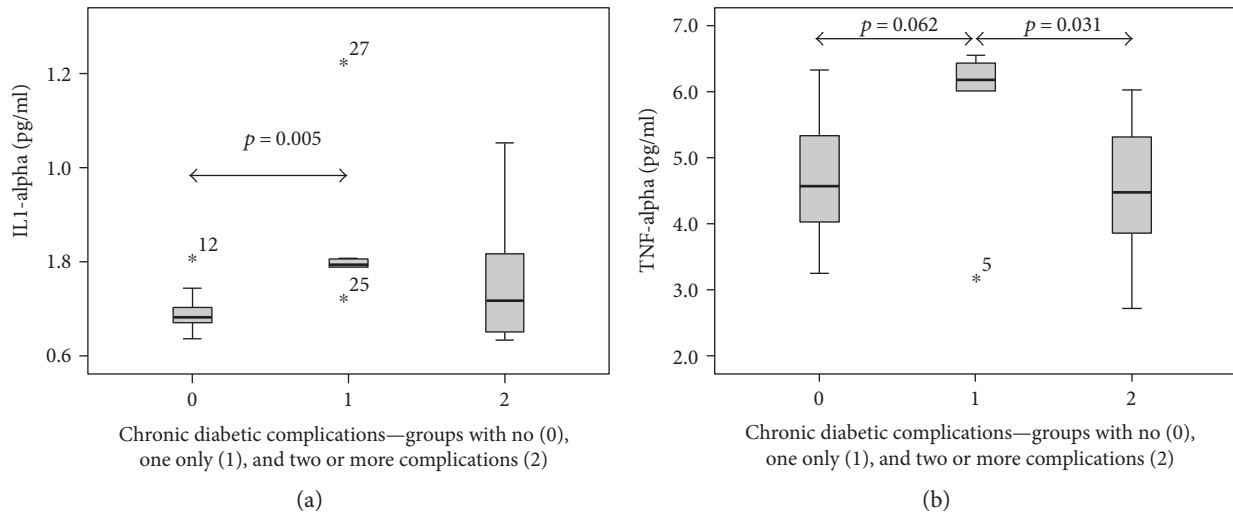 IL1-alpha (pg/ml)
1.2
1.0
1.8
0.6
*27
p = 0.005
*12
*25
0
1
2
Chronic diabetic complications—groups with no (0),
one only (1), and two or more complications (2)
(a)
TNF-alpha (pg/ml)
7.0
6.0
5.0
4.0
3.0
2.0
p = 0.062
p = 0.031
*5
0
1
2
Chronic diabetic complications—groups with no (0),
one only (1), and two or more complications (2)
(b)